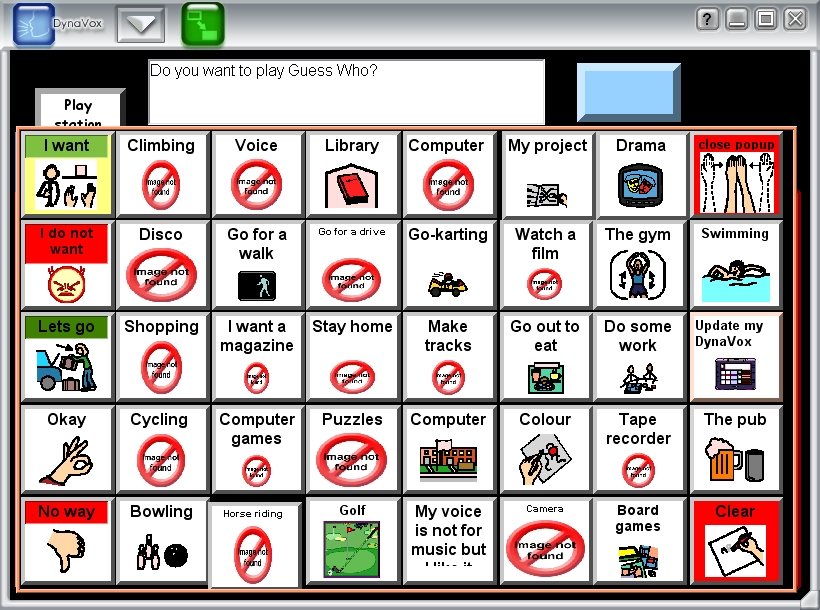 DynaVox
?
Do you want to play Guess Who?
Play
station
I want
Climbing
Image not
found
Voice
Image not
found
Library
Computer
Image not
found
My project
Drama
close popup
I do not
want
Disco
Image not
found
Go for a
walk
Go for a drive
Image not
found
Go-karting
Watch a
film
Image not
found
The gym
Swimming
Lets go
Shopping
Image not
found
I want a
magazine
Image not
found
Stay home
Image not
found
Make
tracks
Image not
found
Go out to
eat
Do some
work
Update my
DynaVox
Okay
Cycling
Image not
found
Computer
games
Image not
found
Puzzles
Image not
found
Computer
Colour
Tape
recorder
Image not
found
The pub
No way
Bowling
Horse riding
Image not
found
Golf
My voice
is not for
music but
I like it
Camera
Image not
found
Board
games
Clear